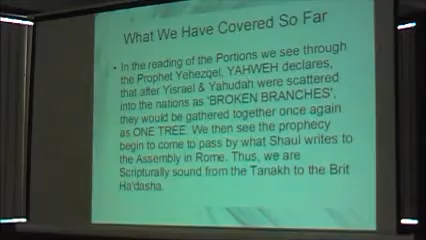 What We Have Covered So Far
• In the reading of the Portions we see through
the Prophet Yehezqel, YAHWEH declares,
that after Yisrael & Yahudah were scattered
into the nations as 'BROKEN BRANCHES',
they would be gathered together once again
as ONE TREE. We then see the prophecy
begin to come to pass by what Shaul writes to
the Assembly in Rome. Thus, we are
Scripturally sound from the Tanakh to the Brit
Ha'dasha.